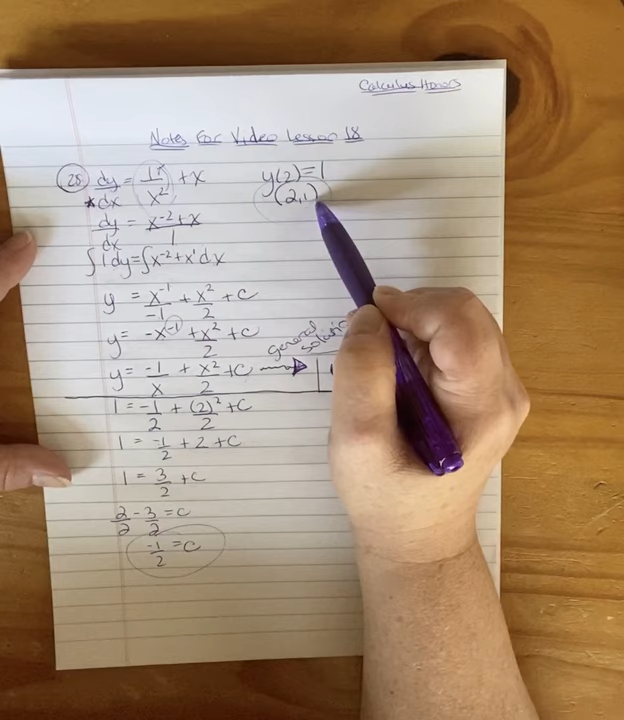 Calculus Honors
Notes For Video Lesson 18
28 dy/dx = 1/x² + x y(2)=1
* (2,1)
dy/dx = x⁻²+x/1
∫1dy=∫x⁻²+x¹dx
y = x⁻¹/-1 + x²/2 + C
y= -x⁻¹ + x²/2 + C
y= -1/x + x²/2 + C → general
1 = -1/2 + (2)²/2 + C
1 = -1/2 + 2 + C
1 = 3/2 + C
2/2 - 3/2 = C
-1/2 = C